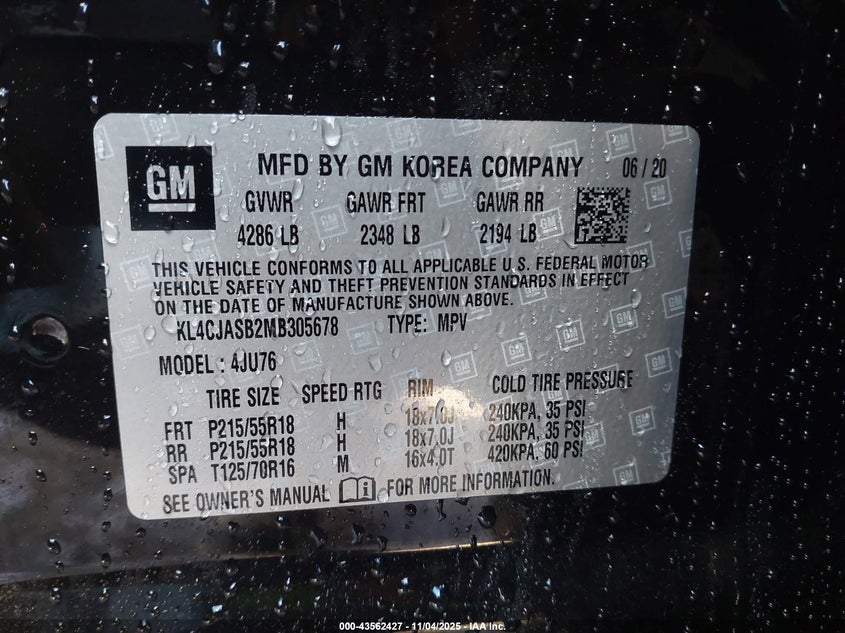 GM
MFD BY GM KOREA COMPANY 06 / 20
GVWR GAWR FRT GAWR RR
4286 LB 2348 LB 2194 LB
THIS VEHICLE CONFORMS TO ALL APPLICABLE U.S. FEDERAL MOTOR
VEHICLE SAFETY AND THEFT PREVENTION STANDARDS IN EFFECT
ON THE DATE OF MANUFACTURE SHOWN ABOVE.
KL4CJASB2MB305678 TYPE: MPV
MODEL : 4JU76
TIRE SIZE SPEED RTG RIM COLD TIRE PRESSURE
FRT P215/55R18 H 18x7.0J 240KPA, 35 PSI
RR P215/55R18 H 18x7.0J 240KPA, 35 PSI
SPA T125/70R16 M 16x4.0T 420KPA, 60 PSI
SEE OWNER'S MANUAL i FOR MORE INFORMATION.
000-43562427 - 11/04/2025 - IAA Inc.